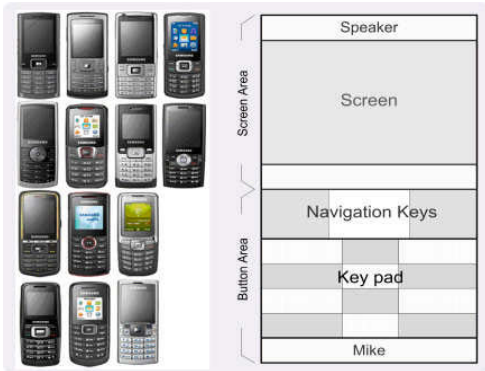 Speaker
Screen Area
Screen
Navigation Keys
Button Area
Key pad
Mike